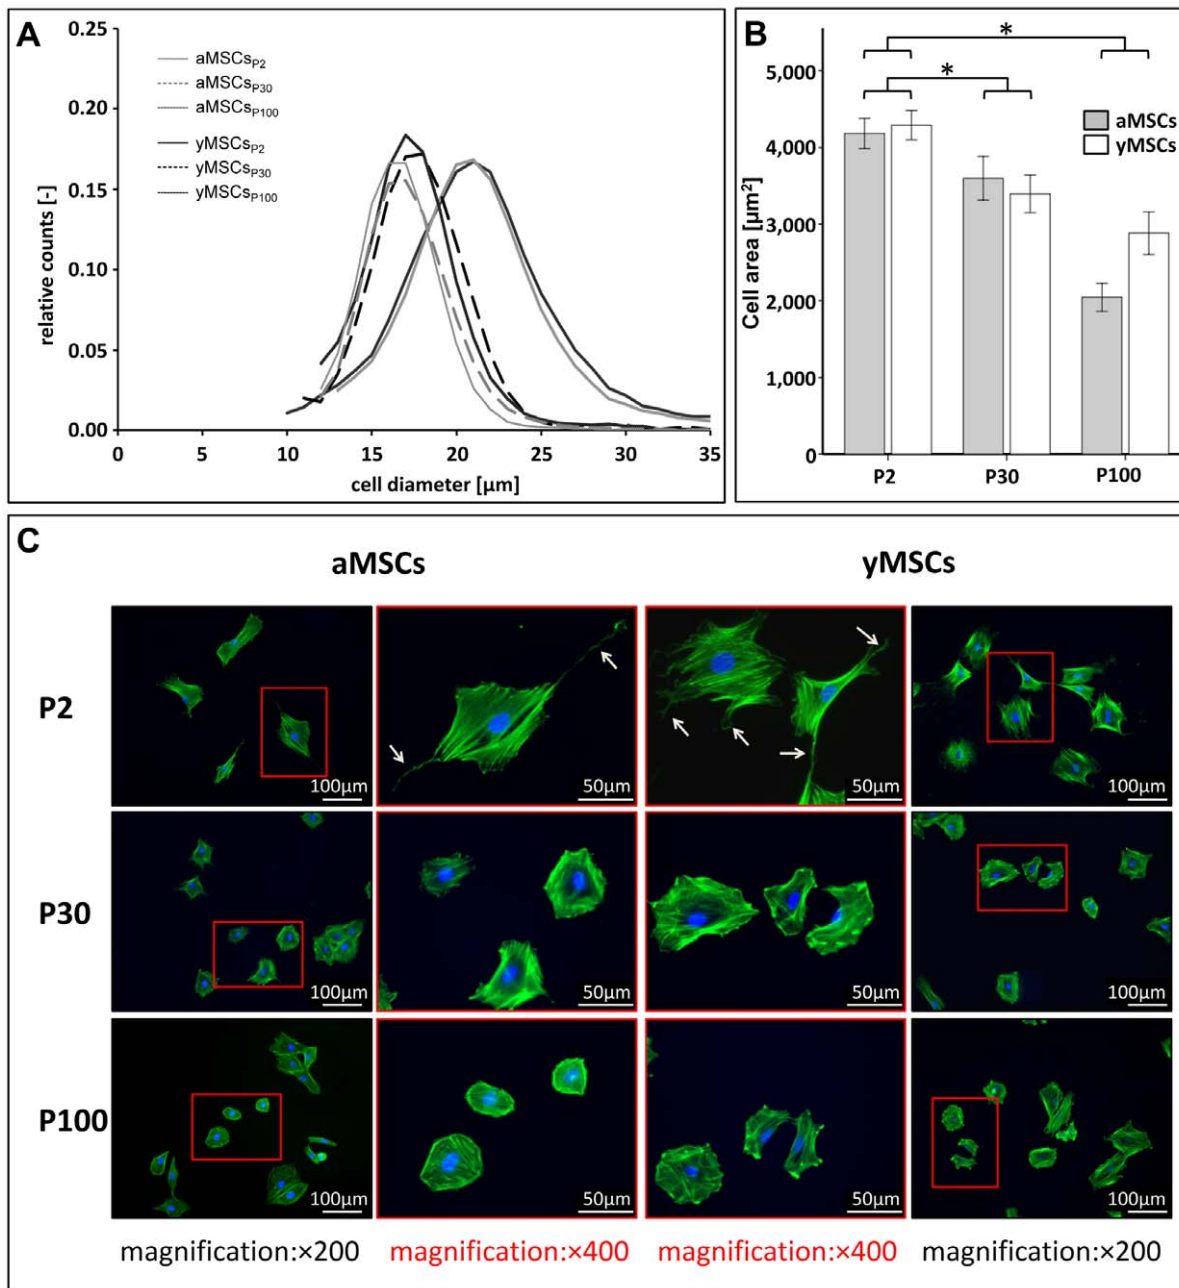 A
0.25
0.20
0.15
0.10
0.05
0.00
relative counts [-]
aMSCsP2
aMSCsP30
aMSCsP100
yMSCsP2
yMSCsP30
yMSCsP100
0 5 10 15 20 25 30 35
cell diameter [µm]
B
* 
*
5,000
4,000
3,000
2,000
1,000
0
Cell area [µm²]
aMSCs
yMSCs
P2 P30 P100
C
aMSCs yMSCs
P2
100µm 50µm 50µm 100µm
P30
100µm 50µm 50µm 100µm
P100
100µm 50µm 50µm 100µm
magnification:×200 magnification:×400 magnification:×400 magnification:×200